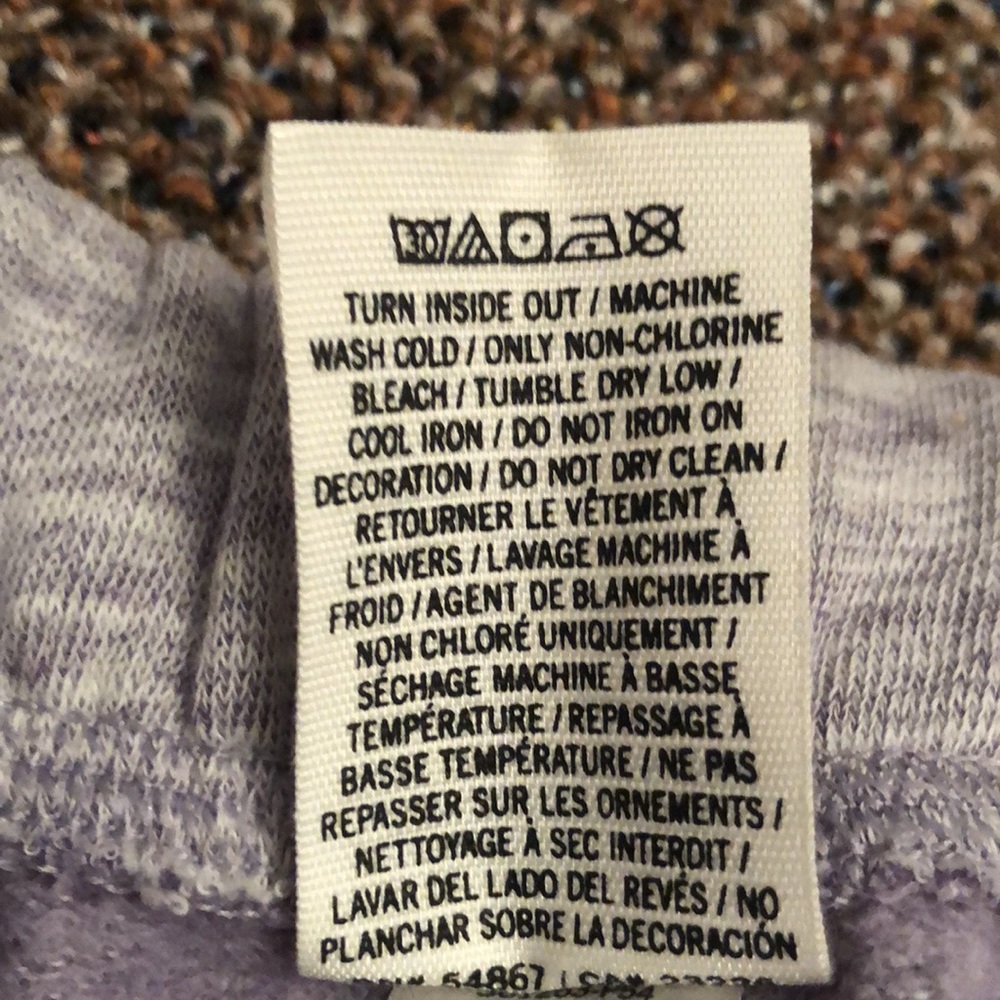 30
TURN INSIDE OUT / MACHINE
WASH COLD / ONLY NON-CHLORINE
BLEACH / TUMBLE DRY LOW /
COOL IRON / DO NOT IRON ON
DECORATION / DO NOT DRY CLEAN /
RETOURNER LE VÊTEMENT À
L'ENVERS / LAVAGE MACHINE À
FROID / AGENT DE BLANCHIMENT
NON CHLORÉ UNIQUEMENT /
SÉCHAGE MACHINE À BASSE
TEMPÉRATURE / REPASSAGE À
BASSE TEMPÉRATURE / NE PAS
REPASSER SUR LES ORNEMENTS /
NETTOYAGE À SEC INTERDIT /
LAVAR DEL LADO DEL REVÉS / NO
PLANCHAR SOBRE LA DECORACIÓN
54867